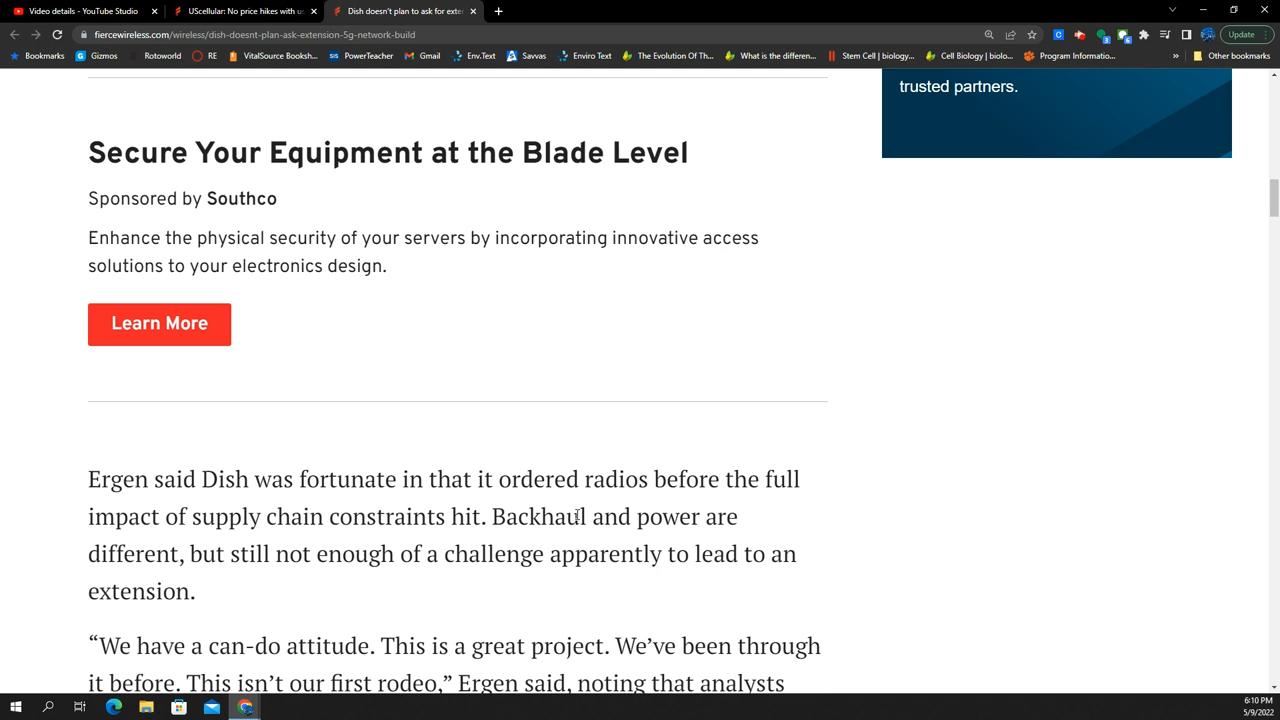 Video details - YouTube Studio
UScellular: No price hikes with us
Dish doesn't plan to ask for exte
fiercewireless.com/wireless/dish-doesnt-plan-ask-extension-5g-network-build
Update
Bookmarks
Gizmos
Rotoworld
RE
VitalSource Booksh...
SIS PowerTeacher
Gmail
Env.Text
Savvas
Enviro Text
The Evolution Of Th...
What is the differen...
Stem Cell | biology...
Cell Biology | biolo...
Program Informatio...
»
Other bookmarks
trusted partners.
Secure Your Equipment at the Blade Level
Sponsored by Southco
Enhance the physical security of your servers by incorporating innovative access
solutions to your electronics design.
Learn More
Ergen said Dish was fortunate in that it ordered radios before the full
impact of supply chain constraints hit. Backhaul and power are
different, but still not enough of a challenge apparently to lead to an
extension.
“We have a can-do attitude. This is a great project. We’ve been through
it before. This isn’t our first rodeo,” Ergen said, noting that analysts
6:10 PM
5/9/2022